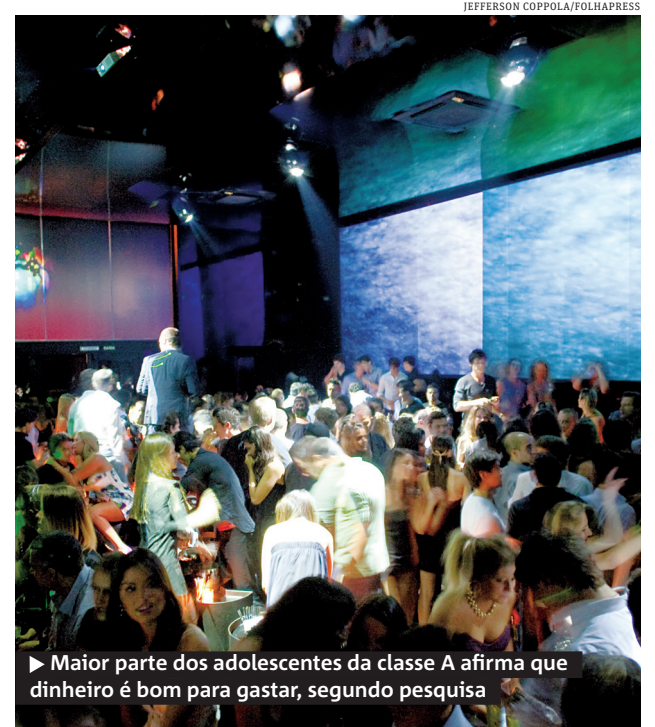 JEFFERSON COPPOLA/FOLHAPRESS
▶ Maior parte dos adolescentes da classe A afirma que
dinheiro é bom para gastar, segundo pesquisa